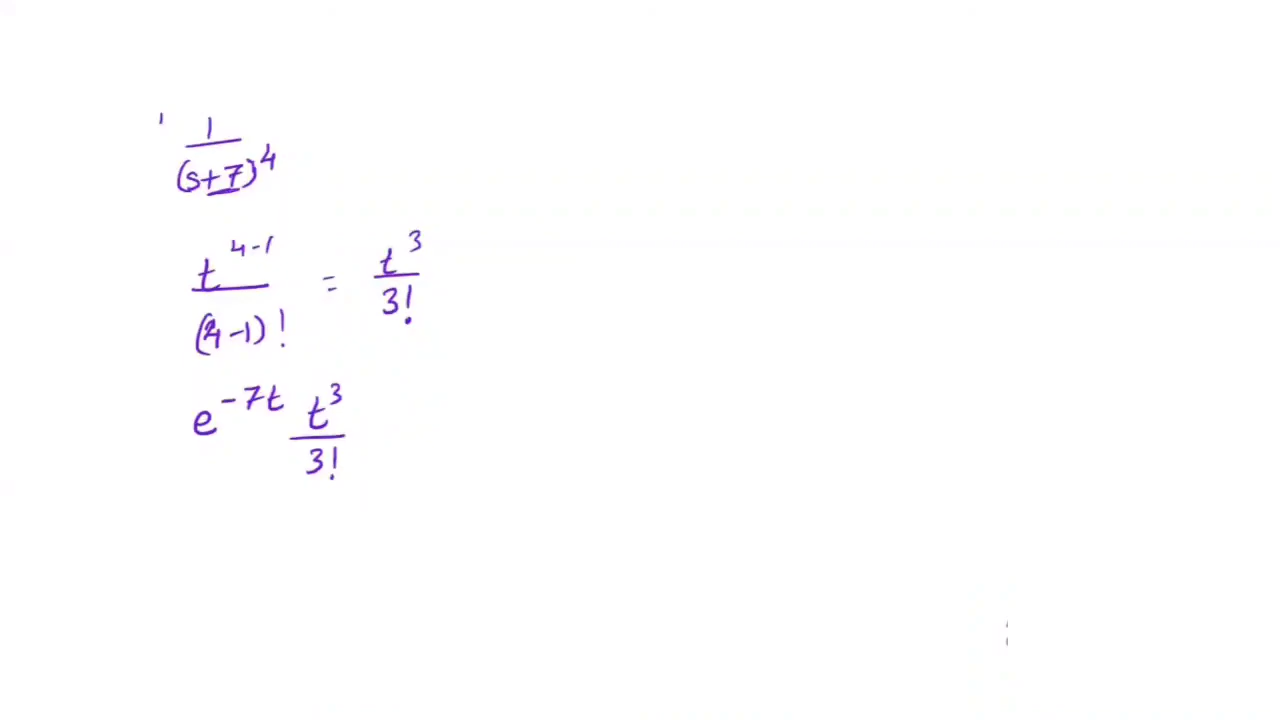 1/(s+7)^4
t^(4-1)/(4-1)! = t^3/3!
e^(-7t) t^3/3!